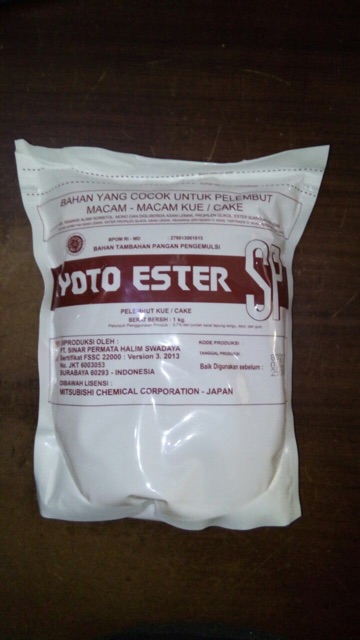 BAHAN YANG COCOK UNTUK PELEMBUT
MACAM - MACAM KUE / CAKE
BPOM RI - MD
BAHAN TAMBAHAN PANGAN PENGEMULSI
RYOTO ESTER SP
PELEMBUT KUE / CAKE
BERAT BERSIH : 1 kg
DIPRODUKSI OLEH :
PT. SINAR PERMATA HALIM SWADAYA
Sertifikat FSSC 22000 : Version 3, 2013
No. JKT 6003053
SURABAYA 60293 - INDONESIA
DIBAWAH LISENSI :
MITSUBISHI CHEMICAL CORPORATION - JAPAN
KODE PRODUKSI
TANGGAL PRODUKSI
Baik Digunakan sebelum :